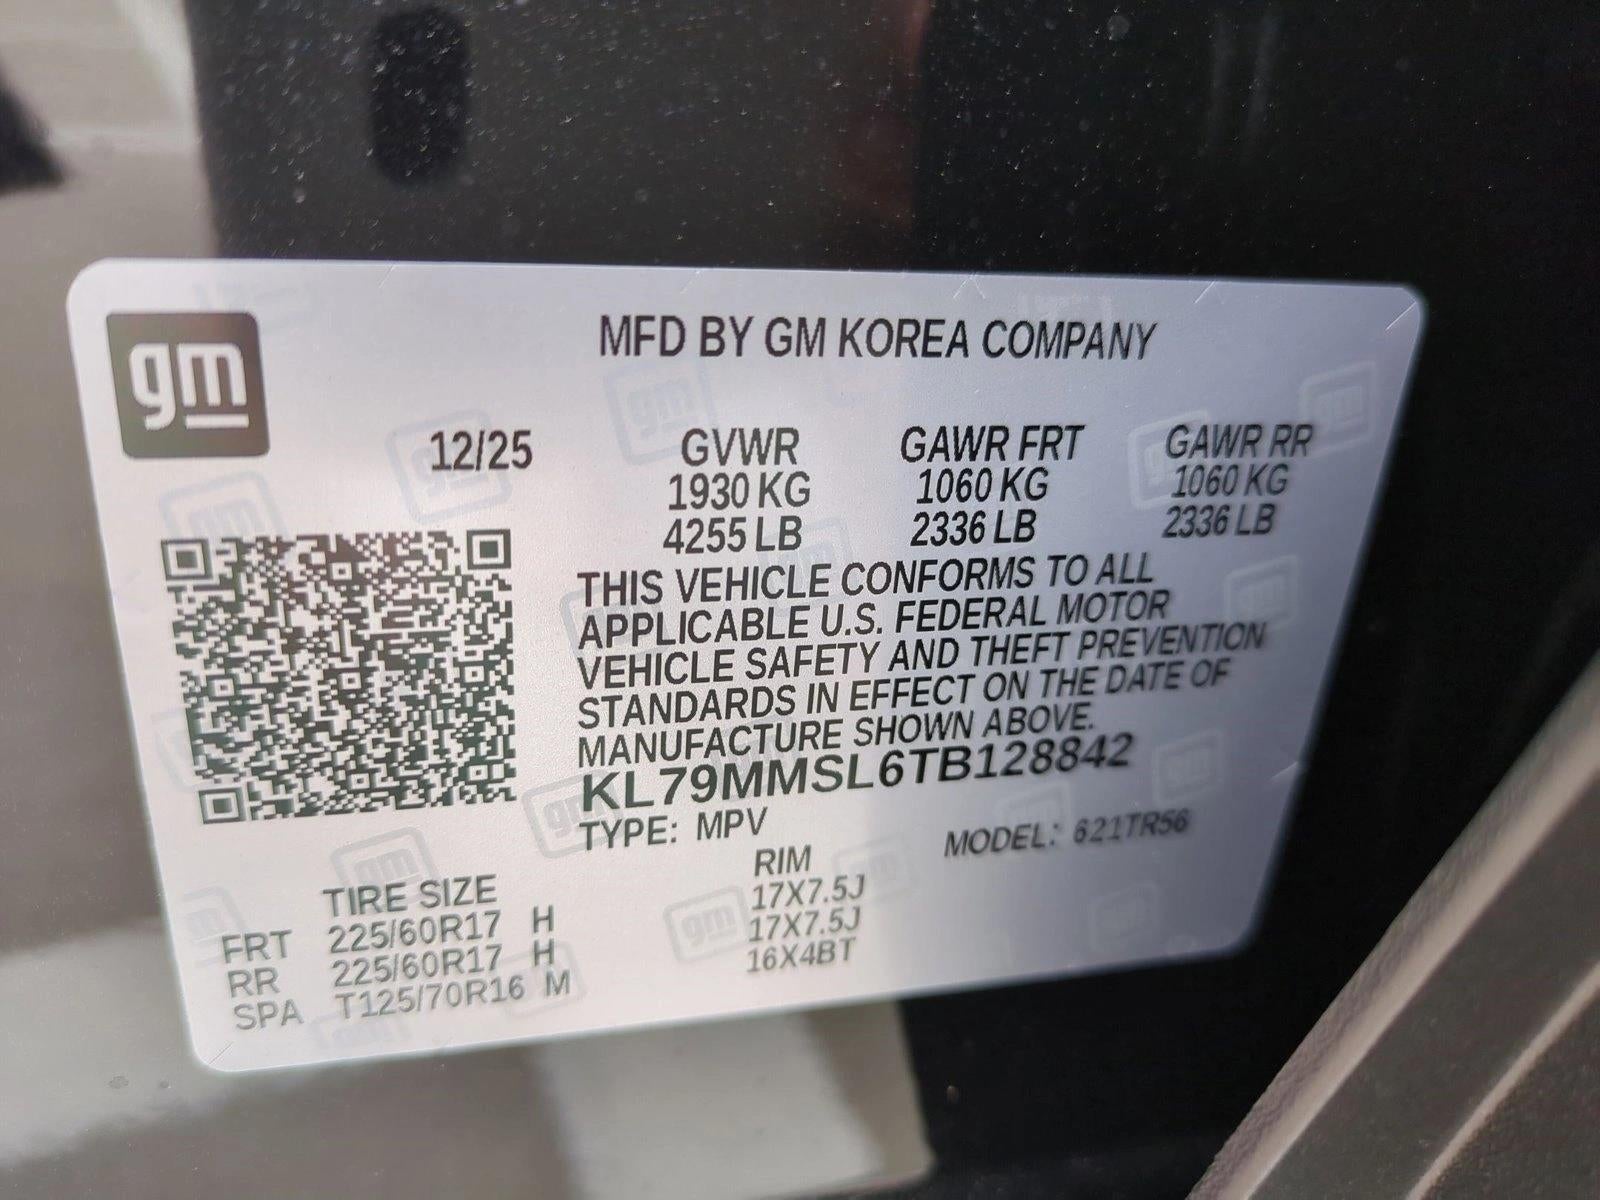 gm
MFD BY GM KOREA COMPANY
12/25
GVWR GAWR FRT GAWR RR
1930 KG 1060 KG 1060 KG
4255 LB 2336 LB 2336 LB
THIS VEHICLE CONFORMS TO ALL
APPLICABLE U.S. FEDERAL MOTOR
VEHICLE SAFETY AND THEFT PREVENTION
STANDARDS IN EFFECT ON THE DATE OF
MANUFACTURE SHOWN ABOVE.
KL79MMSL6TB128842
TYPE: MPV MODEL: 621TR56
TIRE SIZE RIM
FRT 225/60R17 H 17X7.5J
RR 225/60R17 H 17X7.5J
SPA T125/70R16 M 16X4BT